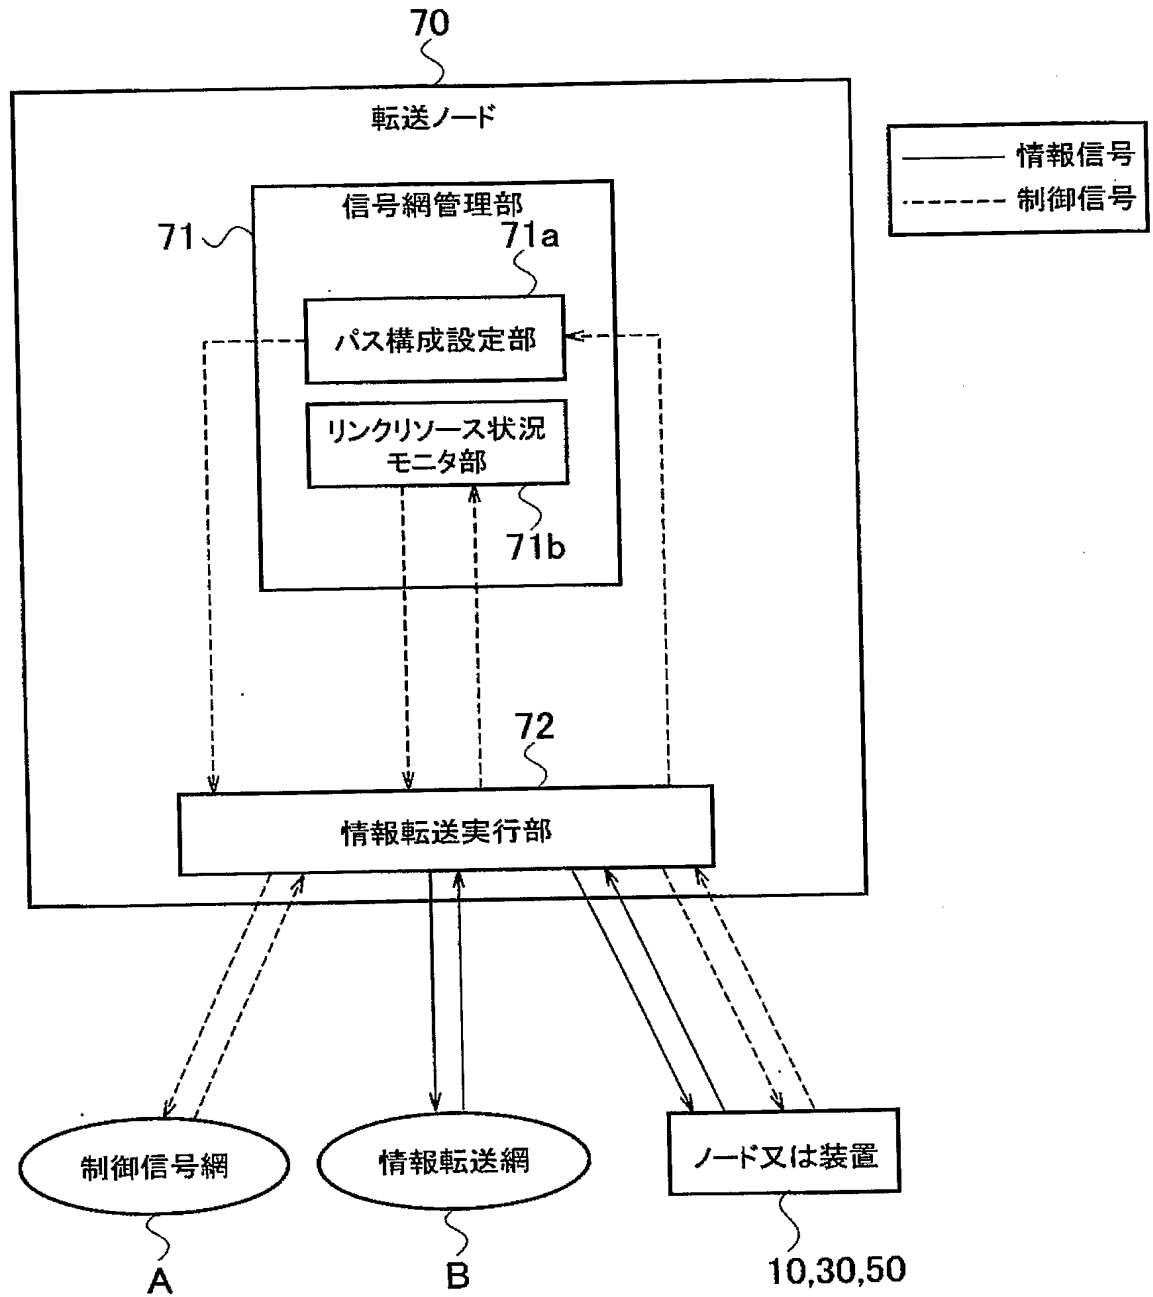 70
転送ノード
情報信号
制御信号
信号網管理部
71
71a
パス構成設定部
リンクリソース状況
モニタ部
71b
72
情報転送実行部
制御信号網
情報転送網
ノード又は装置
A
B
10,30,50